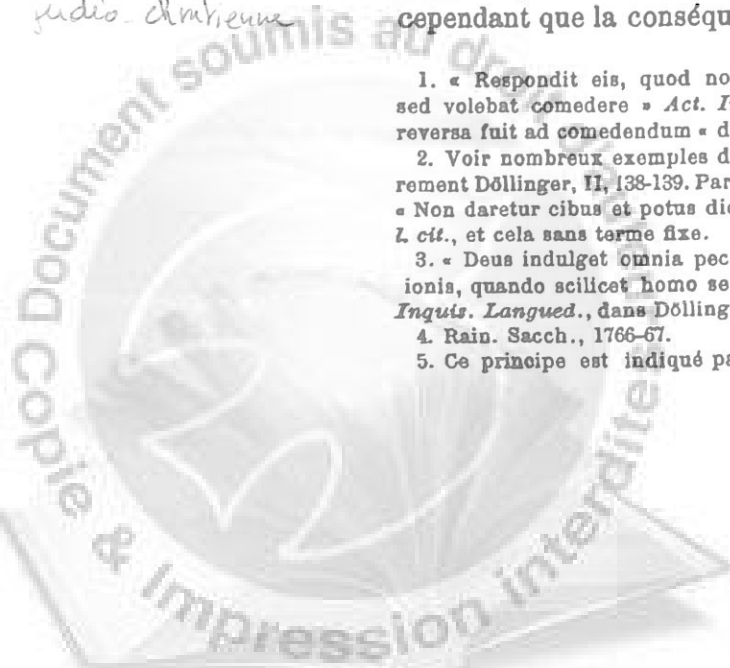 judéo-chrétienne
cependant que la conséqu
1. « Respondit eis, quod no
sed volebat comedere » Act. I
reversa fuit ad comedendum « d
2. Voir nombreux exemples d
rement Döllinger, II, 138-139. Par
« Non daretur cibus et potus die
l. cit., et cela sans terme fixe.
3. « Deus indulget omnia pec
ionis, quando scilicet homo se
Inquis. Langued., dans Dölling
4. Rain. Sacch., 1766-67.
5. Ce principe est indiqué pa
Document soumis au droit d'auteur
Copie & Impression interdite